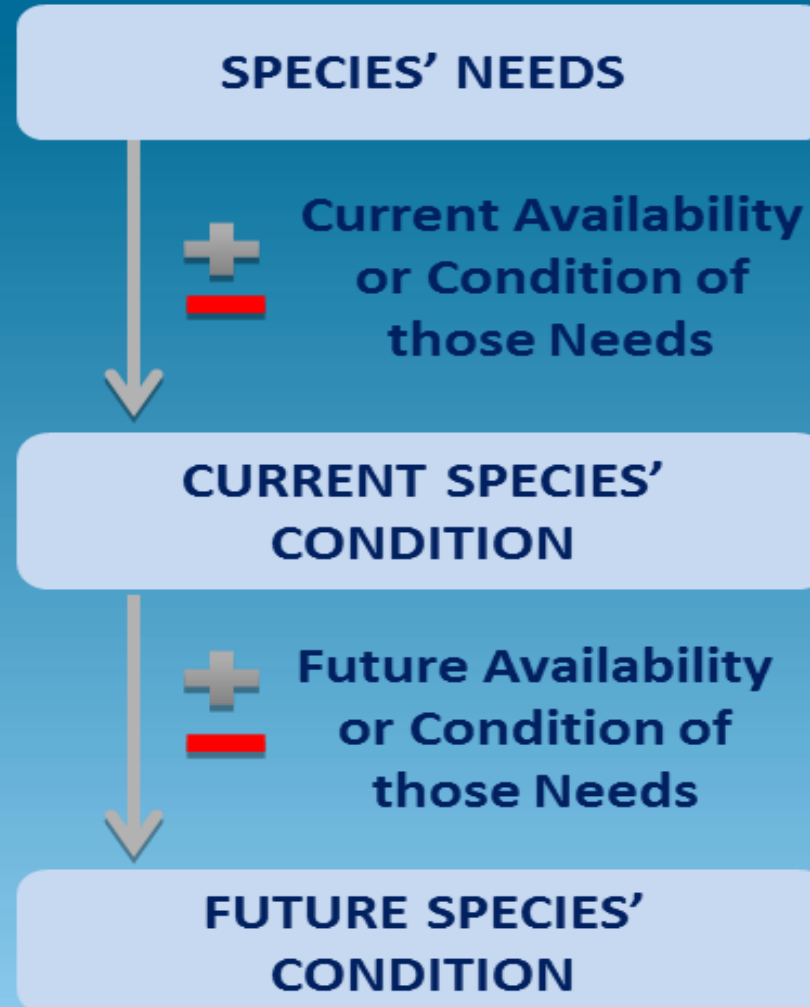 SPECIES’ NEEDS
Current Availability
or Condition of
those Needs
CURRENT SPECIES’
CONDITION
Future Availability
or Condition of
those Needs
FUTURE SPECIES’
CONDITION